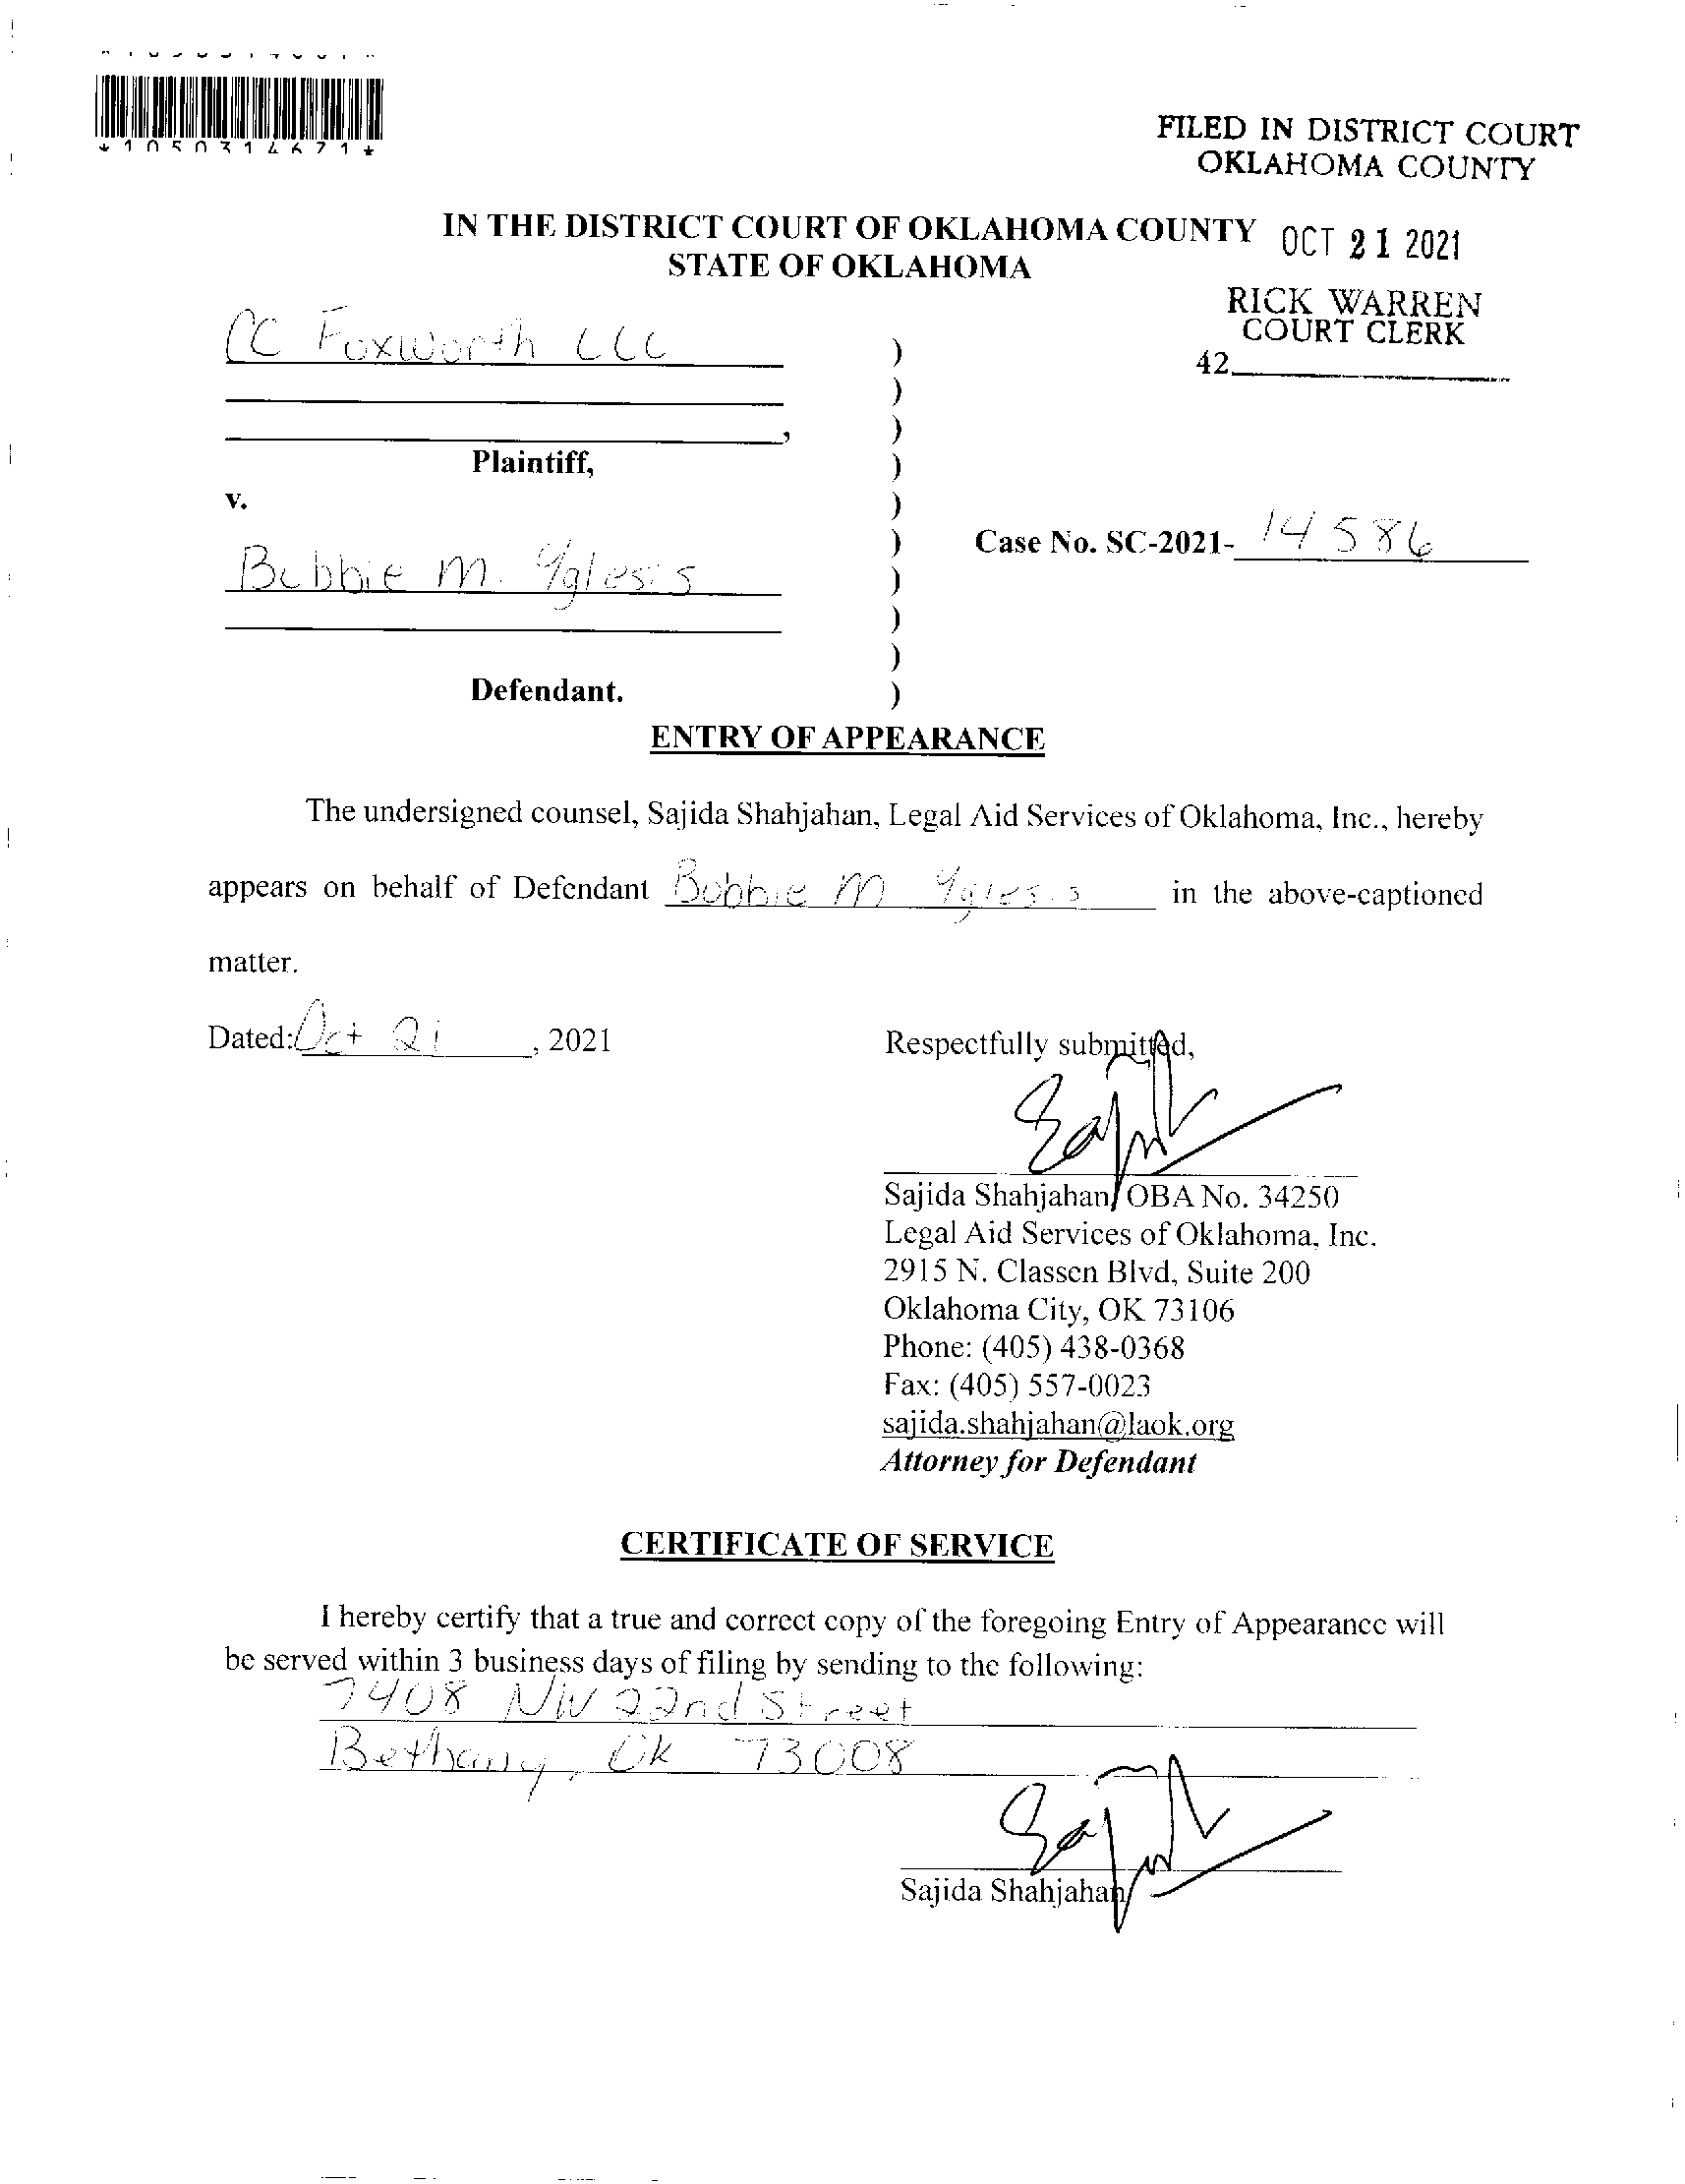 *1050314671*
FILED IN DISTRICT COURT
OKLAHOMA COUNTY
IN THE DISTRICT COURT OF OKLAHOMA COUNTY
STATE OF OKLAHOMA
OCT 21 2021
RICK WARREN
COURT CLERK
42
CC Foxworth LLC )
)
, )
Plaintiff, )
v. )
) Case No. SC-2021- 14586
Bobbie M. Yglesis )
)
)
Defendant. )
ENTRY OF APPEARANCE
The undersigned counsel, Sajida Shahjahan, Legal Aid Services of Oklahoma, Inc., hereby
appears on behalf of Defendant Bobbie M Yglesis in the above-captioned
matter.
Dated: Oct 21, 2021
Respectfully submitted,
Sajida Shahjahan, OBA No. 34250
Legal Aid Services of Oklahoma, Inc.
2915 N. Classen Blvd, Suite 200
Oklahoma City, OK 73106
Phone: (405) 438-0368
Fax: (405) 557-0023
sajida.shahjahan@laok.org
Attorney for Defendant
CERTIFICATE OF SERVICE
I hereby certify that a true and correct copy of the foregoing Entry of Appearance will
be served within 3 business days of filing by sending to the following:
7408 NW 22nd Street
Bethany, Ok 73008
Sajida Shahjahan